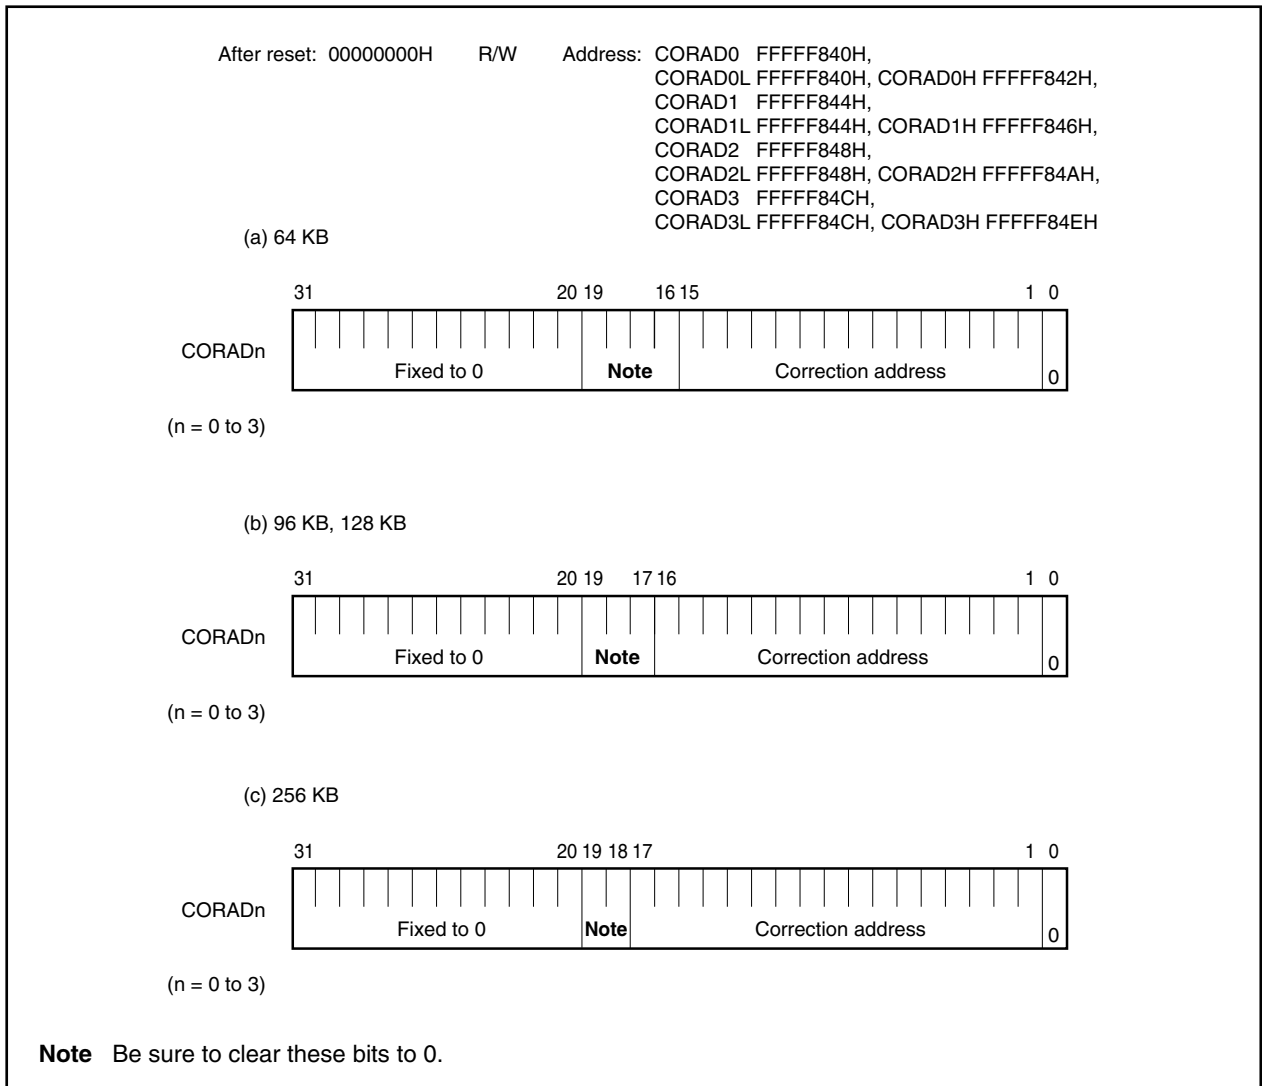 After reset: 00000000H R/W Address: CORAD0 FFFFF840H,
CORAD0L FFFFF840H, CORAD0H FFFFF842H,
CORAD1 FFFFF844H,
CORAD1L FFFFF844H, CORAD1H FFFFF846H,
CORAD2 FFFFF848H,
CORAD2L FFFFF848H, CORAD2H FFFFF84AH,
CORAD3 FFFFF84CH,
CORAD3L FFFFF84CH, CORAD3H FFFFF84EH
(a) 64 KB
31 20 19 16 15 1 0
CORADn
Fixed to 0 Note Correction address 0
(n = 0 to 3)
(b) 96 KB, 128 KB
31 20 19 17 16 1 0
CORADn
Fixed to 0 Note Correction address 0
(n = 0 to 3)
(c) 256 KB
31 20 19 18 17 1 0
CORADn
Fixed to 0 Note Correction address 0
(n = 0 to 3)
Note Be sure to clear these bits to 0.